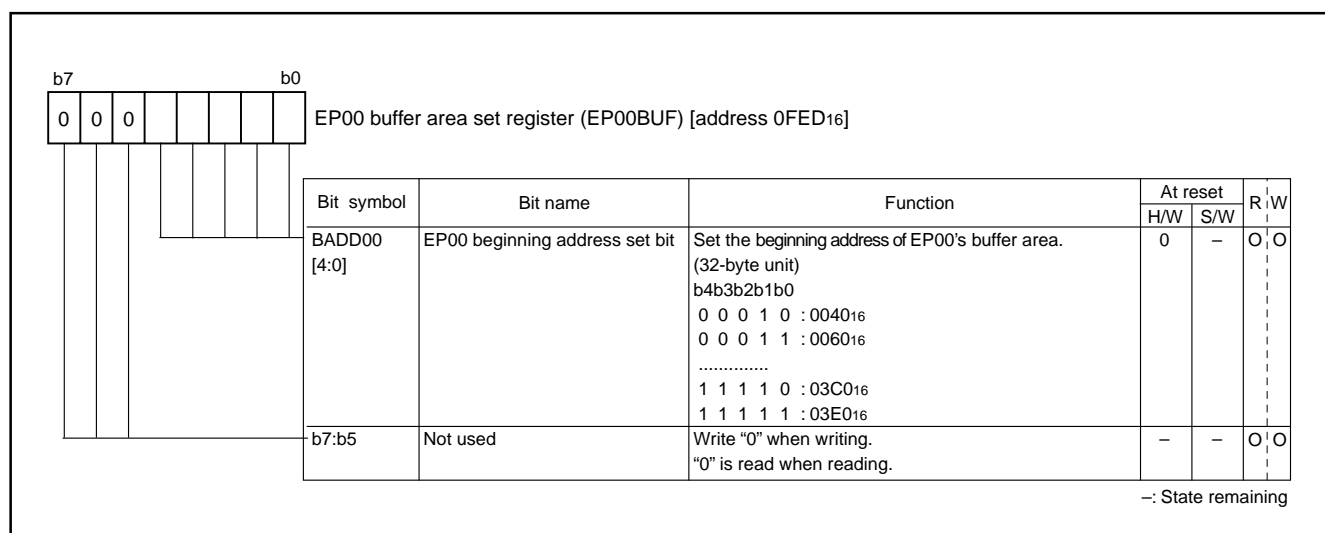 b7 b0
0 0 0
EP00 buffer area set register (EP00BUF) [address 0FED16]
Bit symbol Bit name Function At reset R W
H/W S/W
BADD00 EP00 beginning address set bit Set the beginning address of EP00's buffer area. 0 – O O
[4:0] (32-byte unit)
b4b3b2b1b0
0 0 0 1 0 : 004016
0 0 0 1 1 : 006016
..............
1 1 1 1 0 : 03C016
1 1 1 1 1 : 03E016
b7:b5 Not used Write “0” when writing. – – O O
“0” is read when reading.
–: State remaining